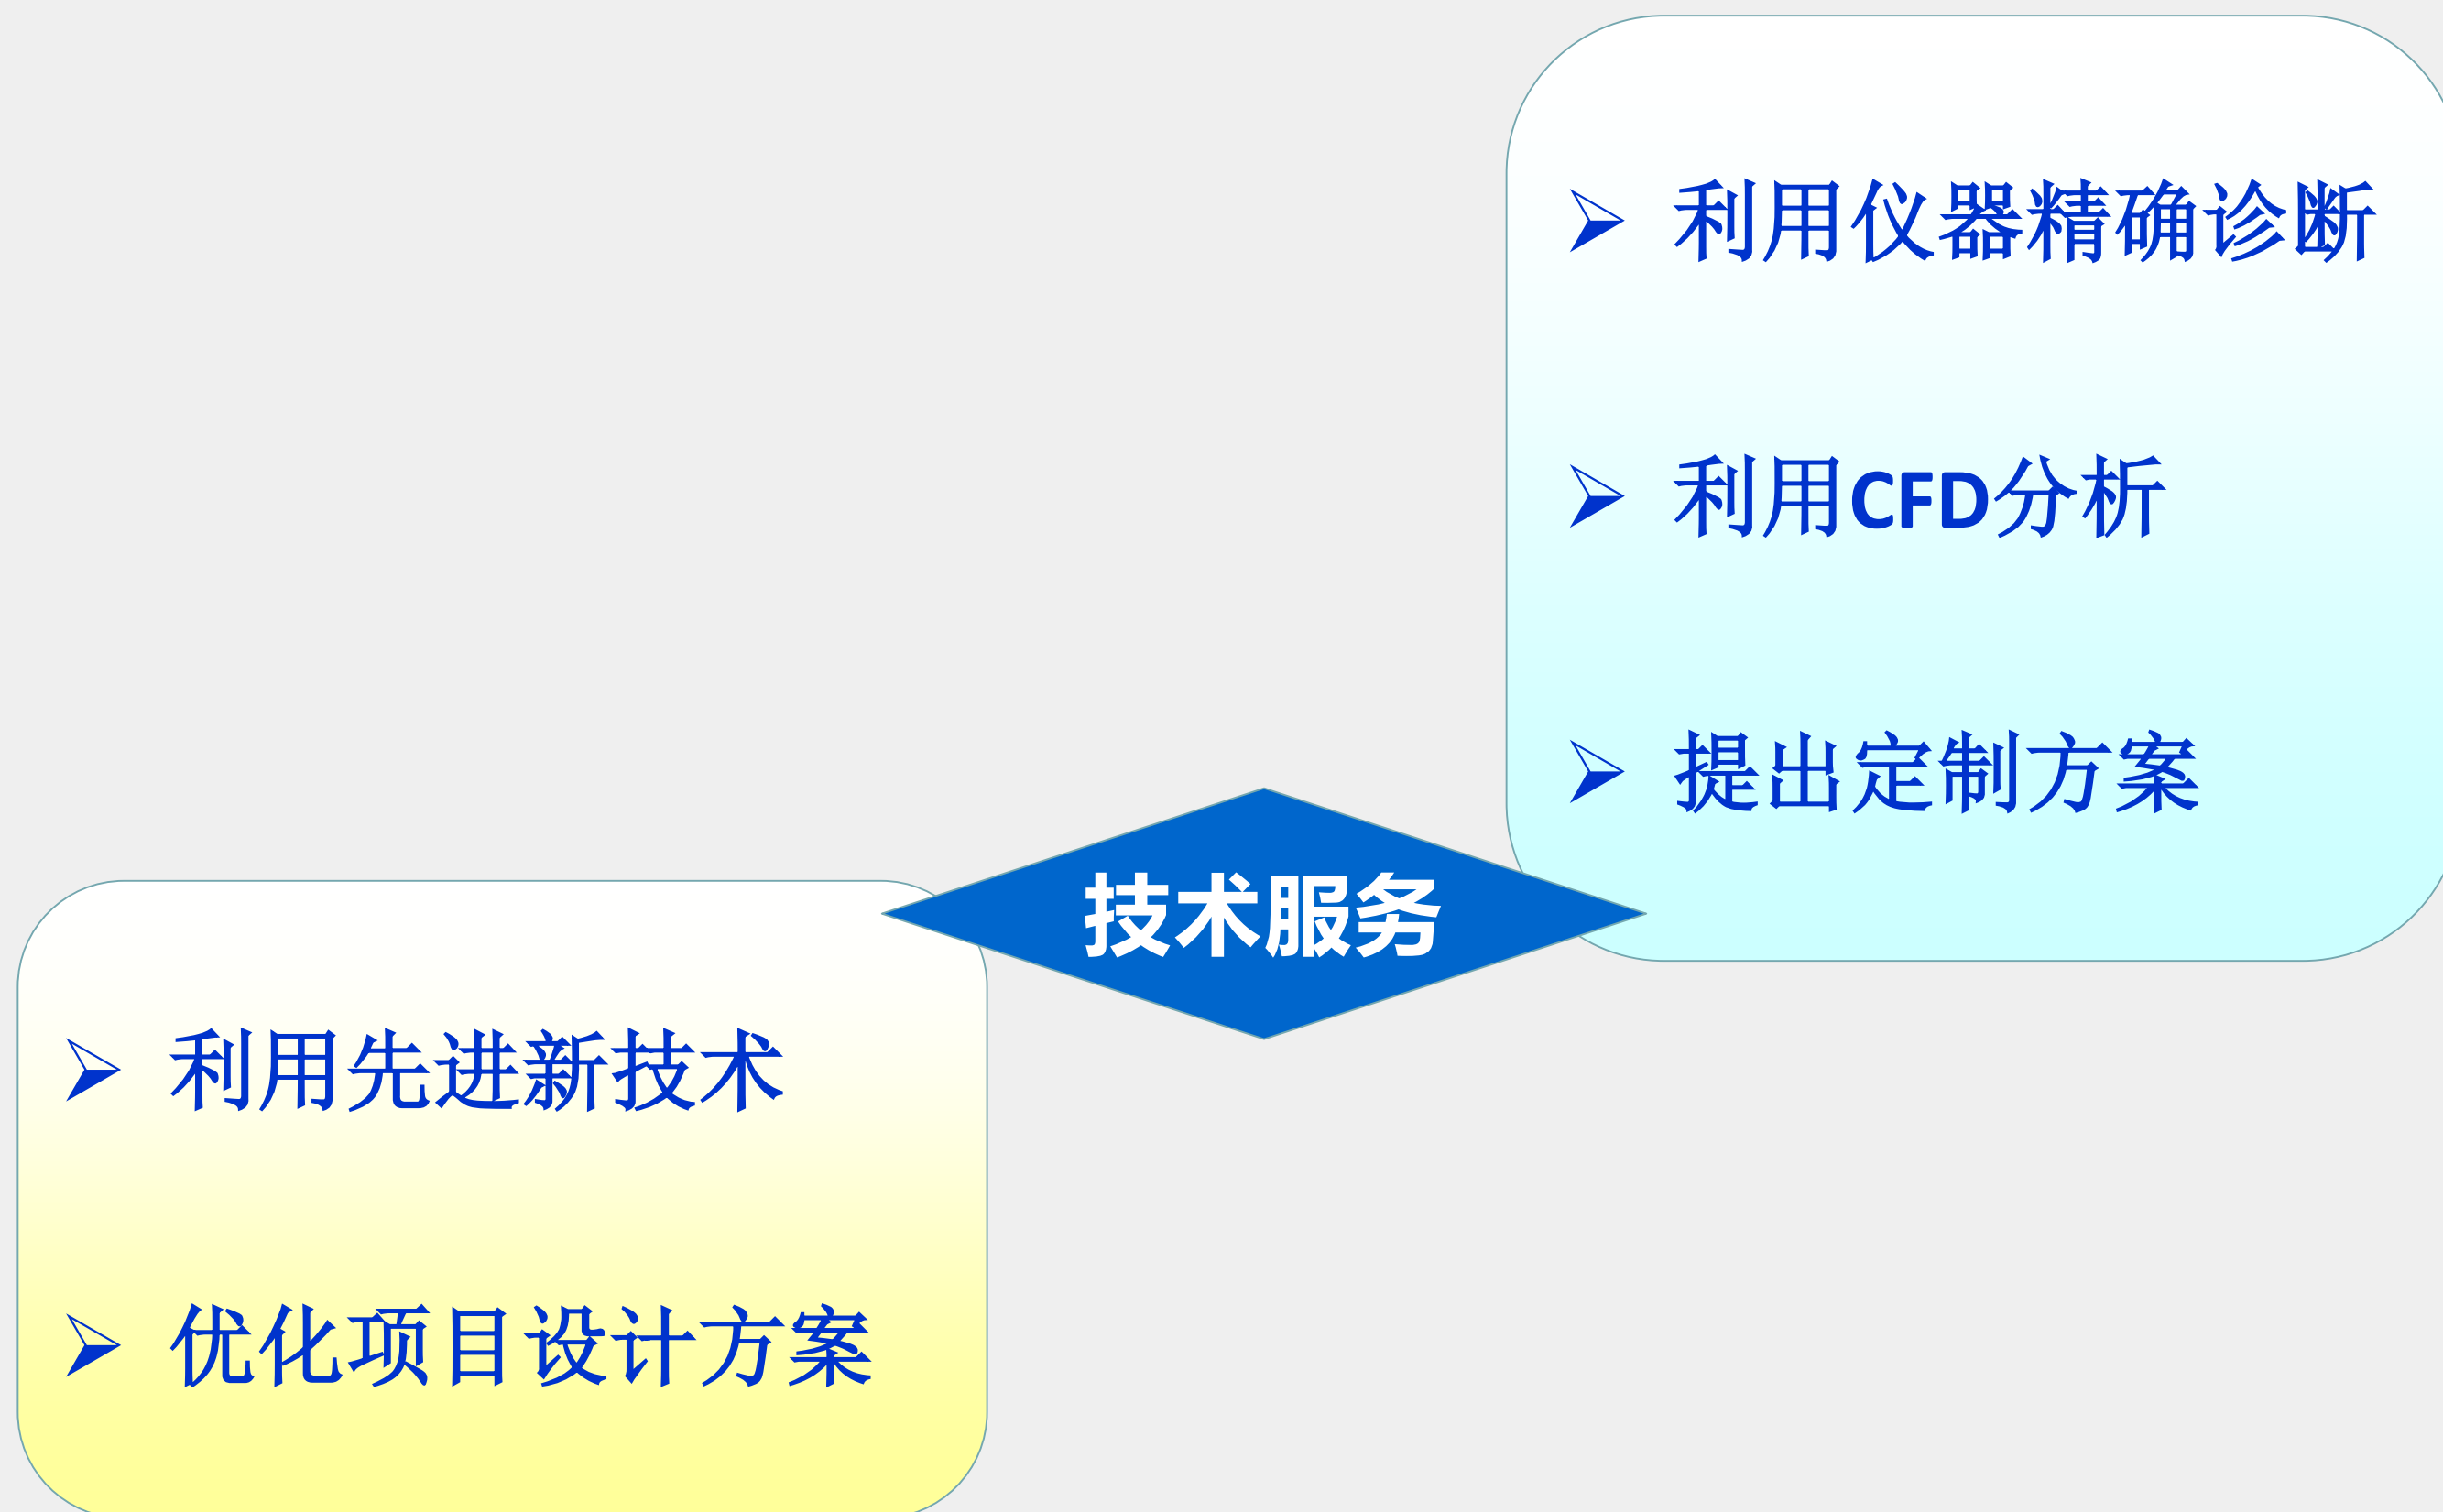 ➢ 利用仪器精确诊断
➢ 利用CFD分析
➢ 提出定制方案
技术服务
➢ 利用先进新技术
➢ 优化项目设计方案